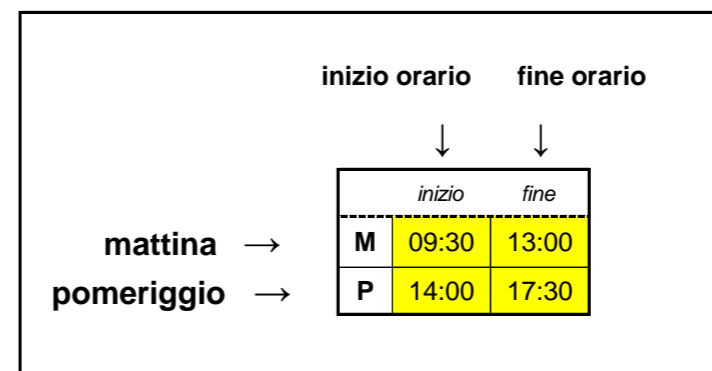 inizio orario fine orario
↓ ↓
inizio fine
mattina → M 09:30 13:00
pomeriggio → P 14:00 17:30